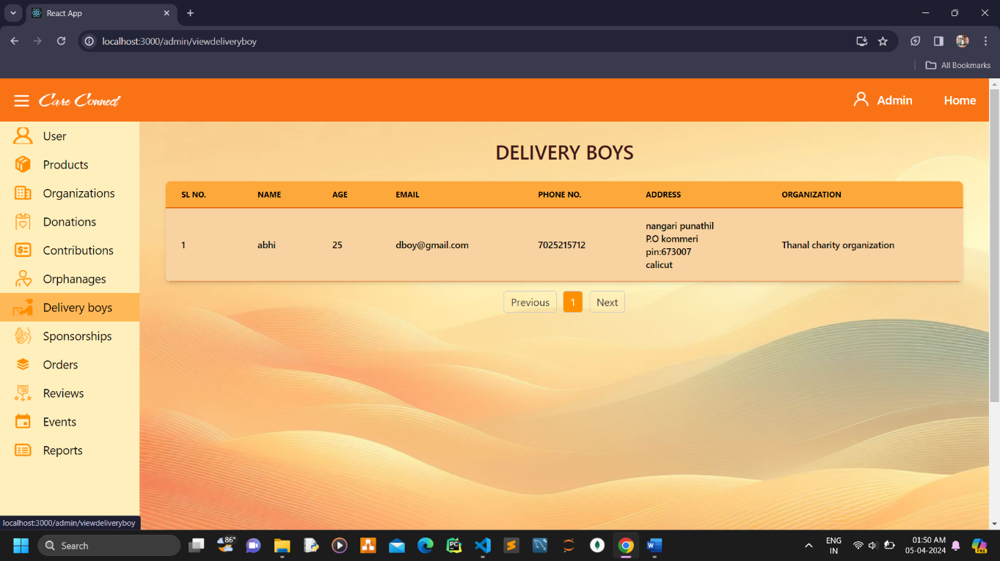 React App
localhost:3000/admin/viewdeliveryboy
All Bookmarks
Care Connect
Admin
Home
User
Products
Organizations
Donations
Contributions
Orphanages
Delivery boys
Sponsorships
Orders
Reviews
Events
Reports
DELIVERY BOYS
SL NO. NAME AGE EMAIL PHONE NO. ADDRESS ORGANIZATION
1 abhi 25 dboy@gmail.com 7025215712
nangari punathil
P.O kommeri
pin:673007
calicut
Thanal charity organization
Previous 1 Next
localhost:3000/admin/viewdeliveryboy
Search
86°
PC
W
PRE
ENG
IN
01:50 AM
05-04-2024